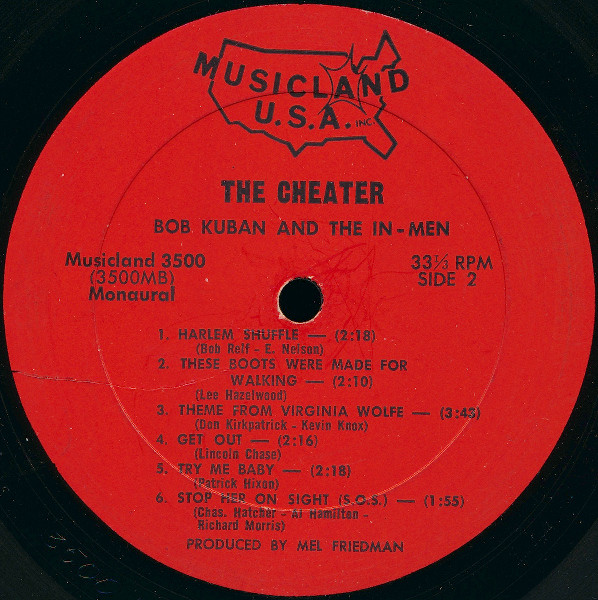 MUSICLAND
U.S.A. INC.
THE CHEATER
BOB KUBAN AND THE IN-MEN
Musicland 3500
(3500MB)
Monaural
33⅓ RPM
SIDE 2
1. HARLEM SHUFFLE — (2:18)
(Bob Relf - E. Nelson)
2. THESE BOOTS WERE MADE FOR
WALKING — (2:10)
(Lee Hazelwood)
3. THEME FROM VIRGINIA WOLFE — (3:45)
(Don Kirkpatrick - Kevin Knox)
4. GET OUT — (2:16)
(Lincoln Chase)
5. TRY ME BABY — (2:18)
(Patrick Hixon)
6. STOP HER ON SIGHT (S.O.S.) — (1:55)
(Chas. Hatcher - Al Hamilton -
Richard Morris)
PRODUCED BY MEL FRIEDMAN